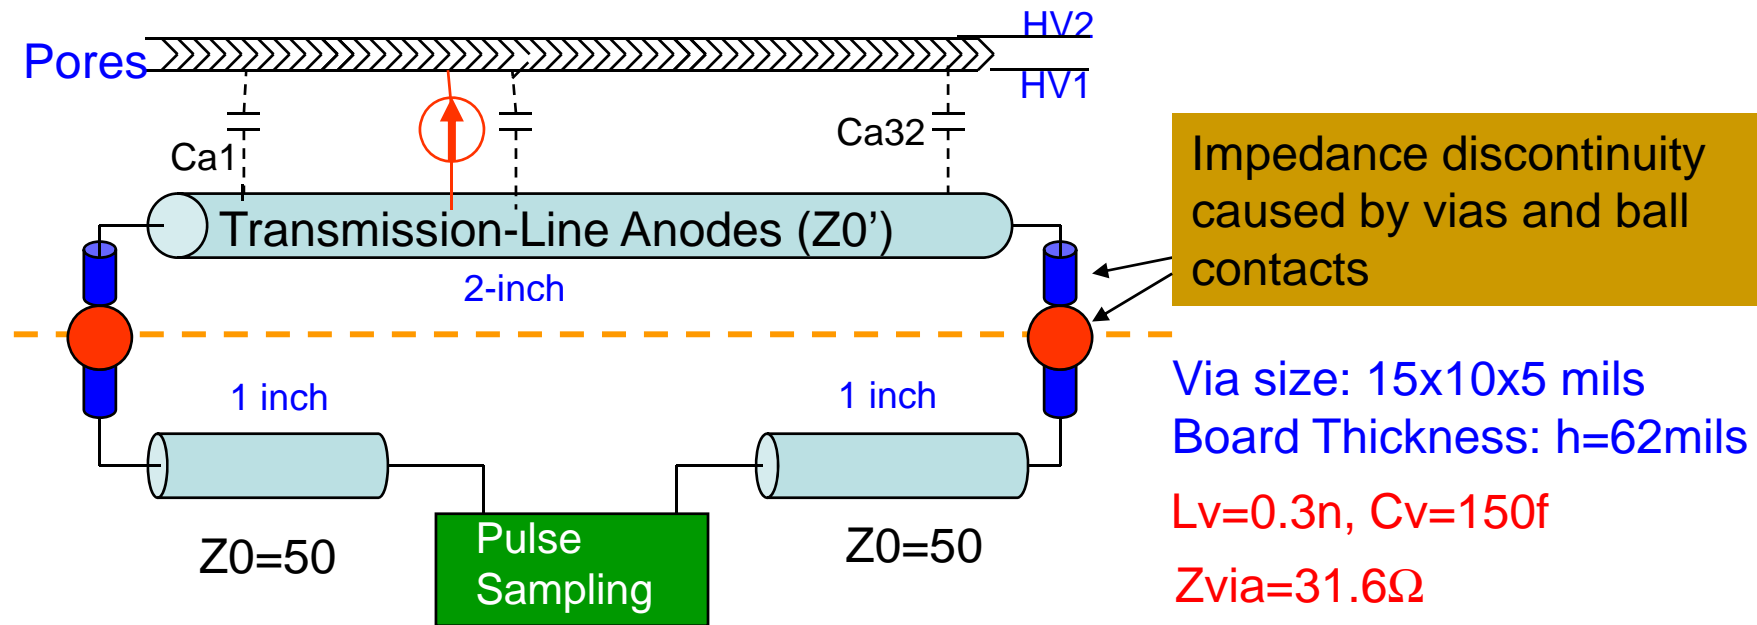 HV2
Pores
HV1
Ca1
Ca32
Transmission-Line Anodes (Z0')
2-inch
Impedance discontinuity
caused by vias and ball
contacts
1 inch
1 inch
Via size: 15x10x5 mils
Board Thickness: h=62mils
Lv=0.3n, Cv=150f
Zvia=31.6Ω
Z0=50
Pulse
Sampling
Z0=50